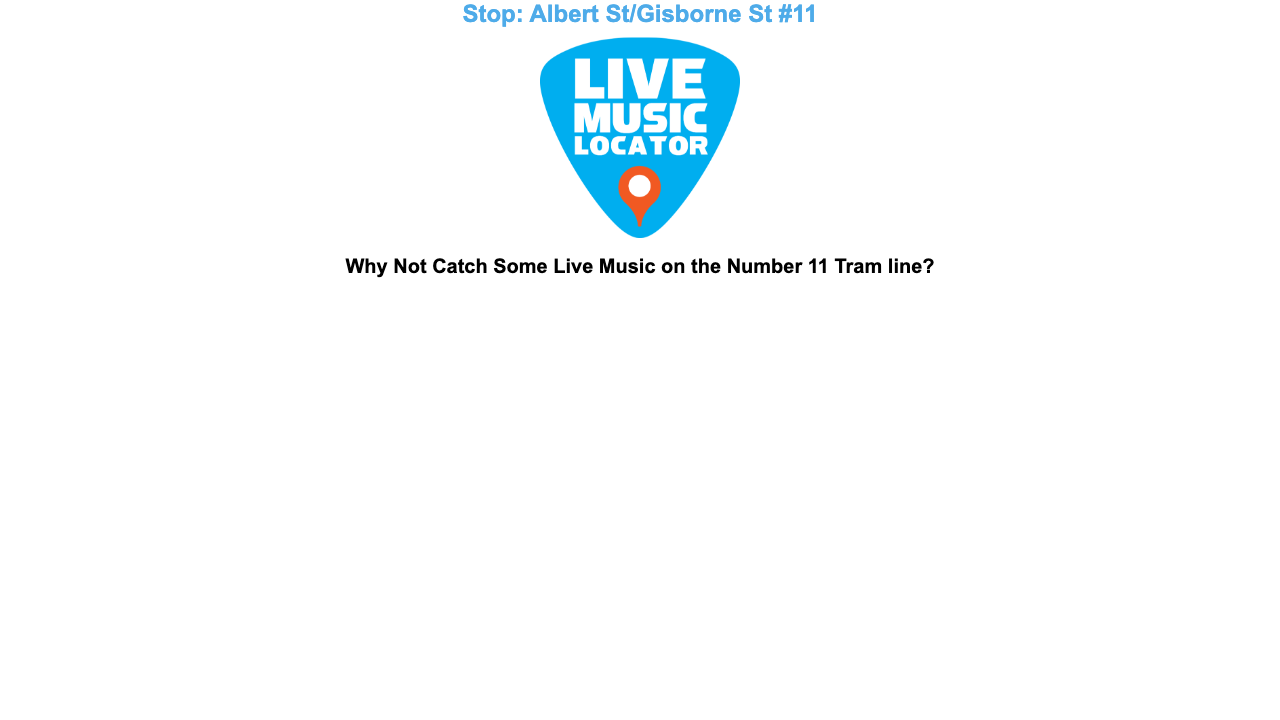 Stop: Albert St/Gisborne St #11
LIVE
MUSIC
LOCATOR
Why Not Catch Some Live Music on the Number 11 Tram line?